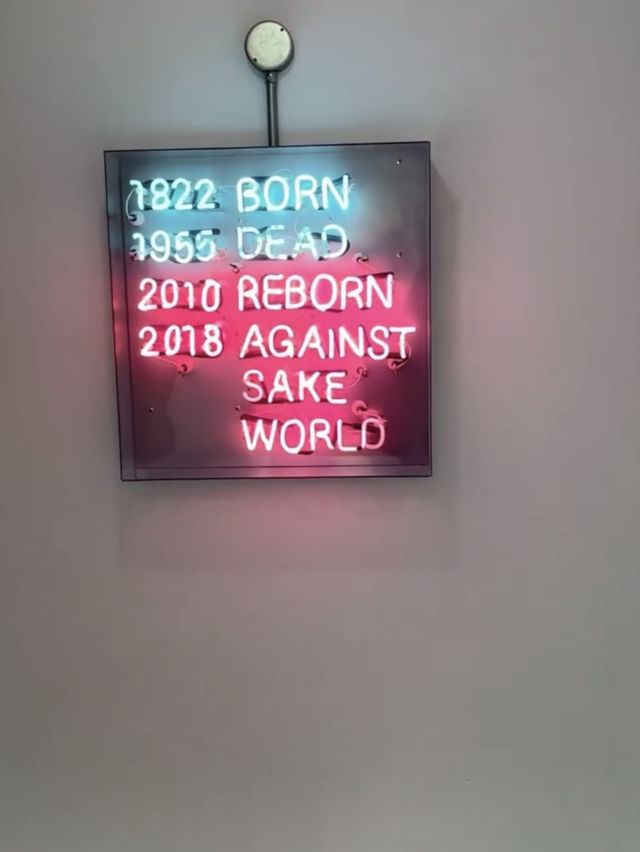 1822 BORN
1955 DEAD
2010 REBORN
2018 AGAINST
SAKE
WORLD